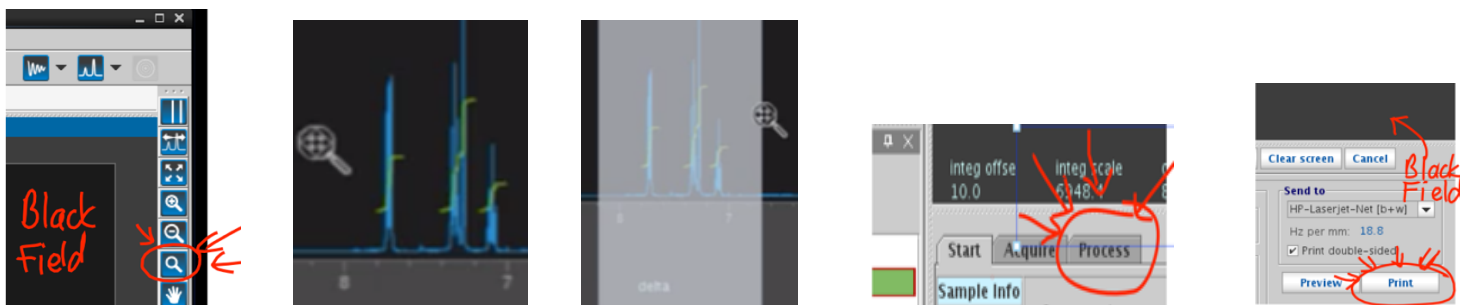 Black
Field
8
7
8
7
delta
integ offse
integ scale
10.0
6948.4
8
Start
Acquire
Process
Sample Info
Black
Field
Clear screen
Cancel
Send to
HP-Laserjet-Net [b+w]
Hz per mm: 18.8
Print double-sided
Preview
Print